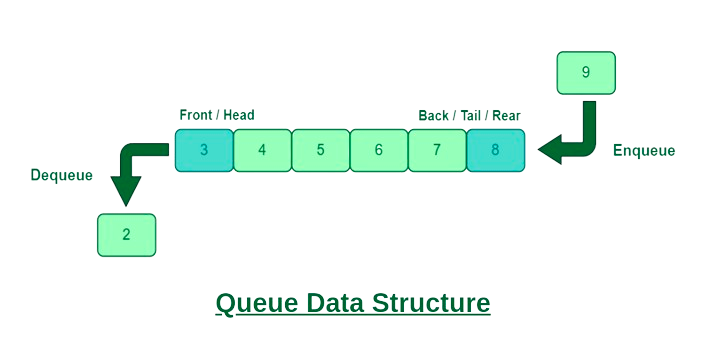 9
Front / Head
Back / Tail / Rear
3 4 5 6 7 8
Enqueue
Dequeue
2
Queue Data Structure